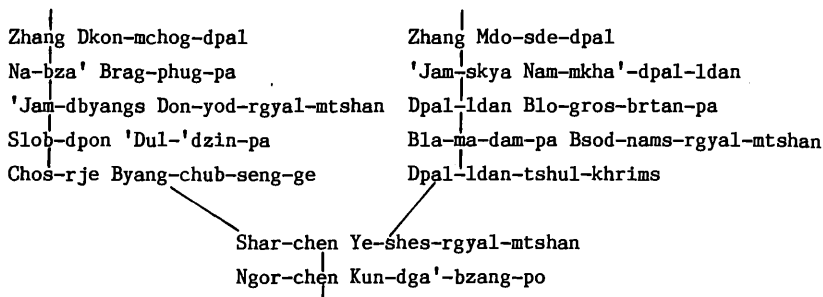 Zhang Dkon-mchog-dpal
Na-bza' Brag-phug-pa
'Jam-dbyangs Don-yod-rgyal-mtshan
Slob-dpon 'Dul-'dzin-pa
Chos-rje Byang-chub-seng-ge
Zhang Mdo-sde-dpal
'Jam-skya Nam-mkha'-dpal-ldan
Dpal-ldan Blo-gros-brtan-pa
Bla-ma-dam-pa Bsod-nams-rgyal-mtshan
Dpal-ldan-tshul-khrims
Shar-chen Ye-shes-rgyal-mtshan
Ngor-chen Kun-dga'-bzang-po